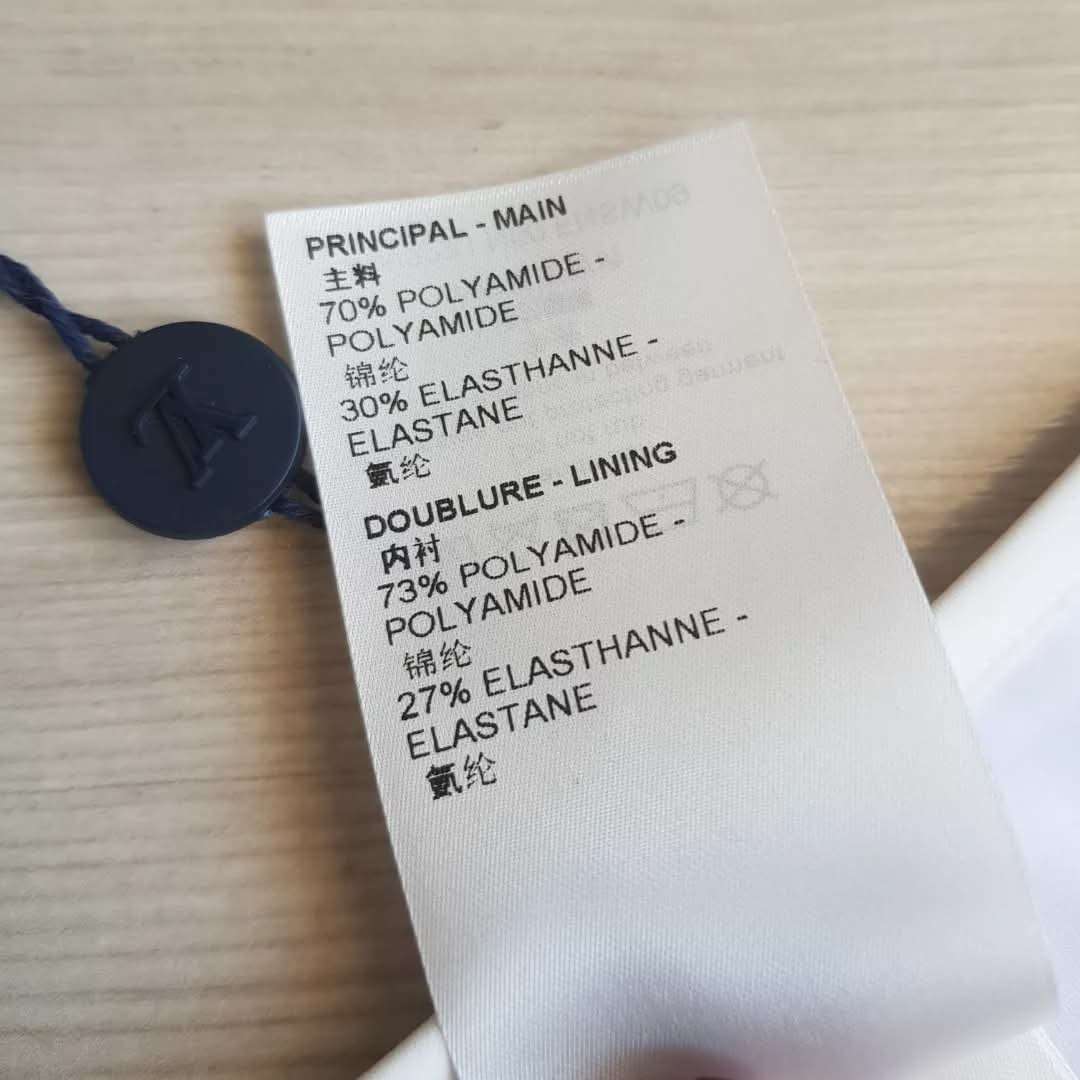 PRINCIPAL - MAIN
主料
70% POLYAMIDE -
POLYAMIDE
锦纶
30% ELASTHANNE -
ELASTANE
氨纶
DOUBLURE - LINING
内衬
73% POLYAMIDE -
POLYAMIDE
锦纶
27% ELASTHANNE -
ELASTANE
氨纶
LV